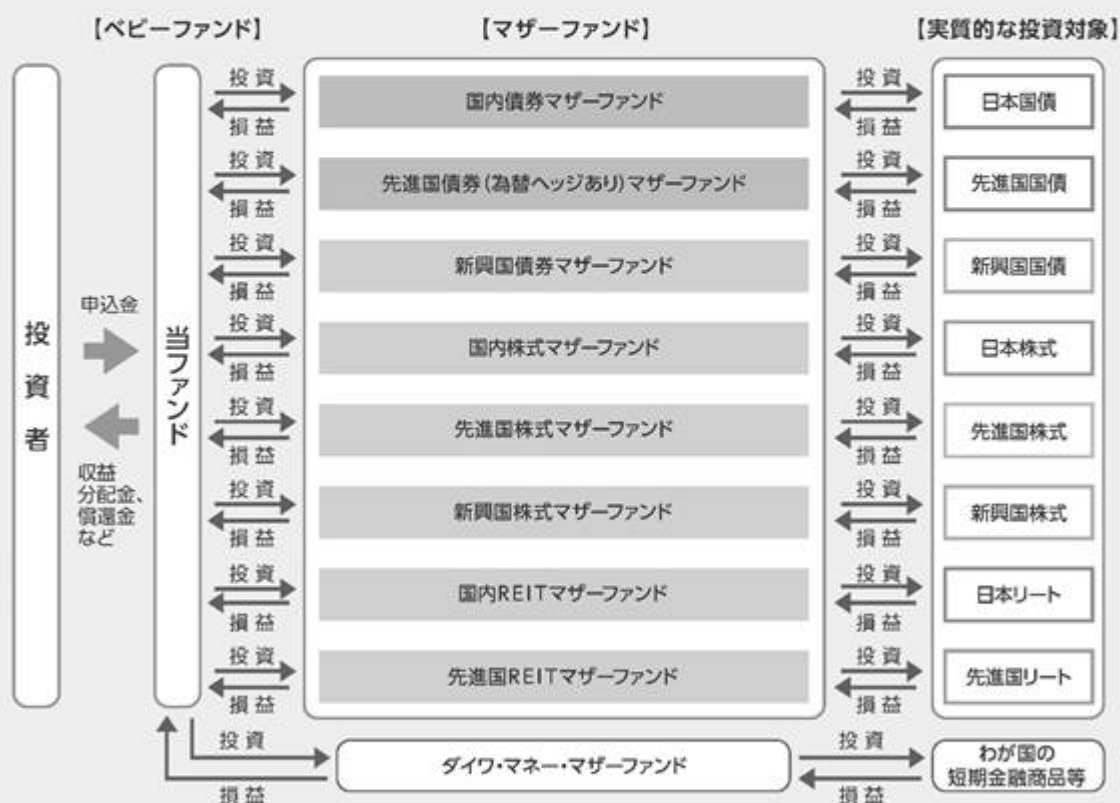 【ベビーファンド】
【マザーファンド】
【実質的な投資対象】
投資者
申込金
収益
分配金、
償還金
など
当ファンド
投資
損益
国内債券マザーファンド
投資
損益
日本国債
投資
損益
先進国債券(為替ヘッジあり)マザーファンド
投資
損益
先進国国債
投資
損益
新興国債券マザーファンド
投資
損益
新興国国債
投資
損益
国内株式マザーファンド
投資
損益
日本株式
投資
損益
先進国株式マザーファンド
投資
損益
先進国株式
投資
損益
新興国株式マザーファンド
投資
損益
新興国株式
投資
損益
国内REITマザーファンド
投資
損益
日本リート
投資
損益
先進国REITマザーファンド
投資
損益
先進国リート
投資
損益
ダイワ・マネー・マザーファンド
投資
損益
わが国の
短期金融商品等